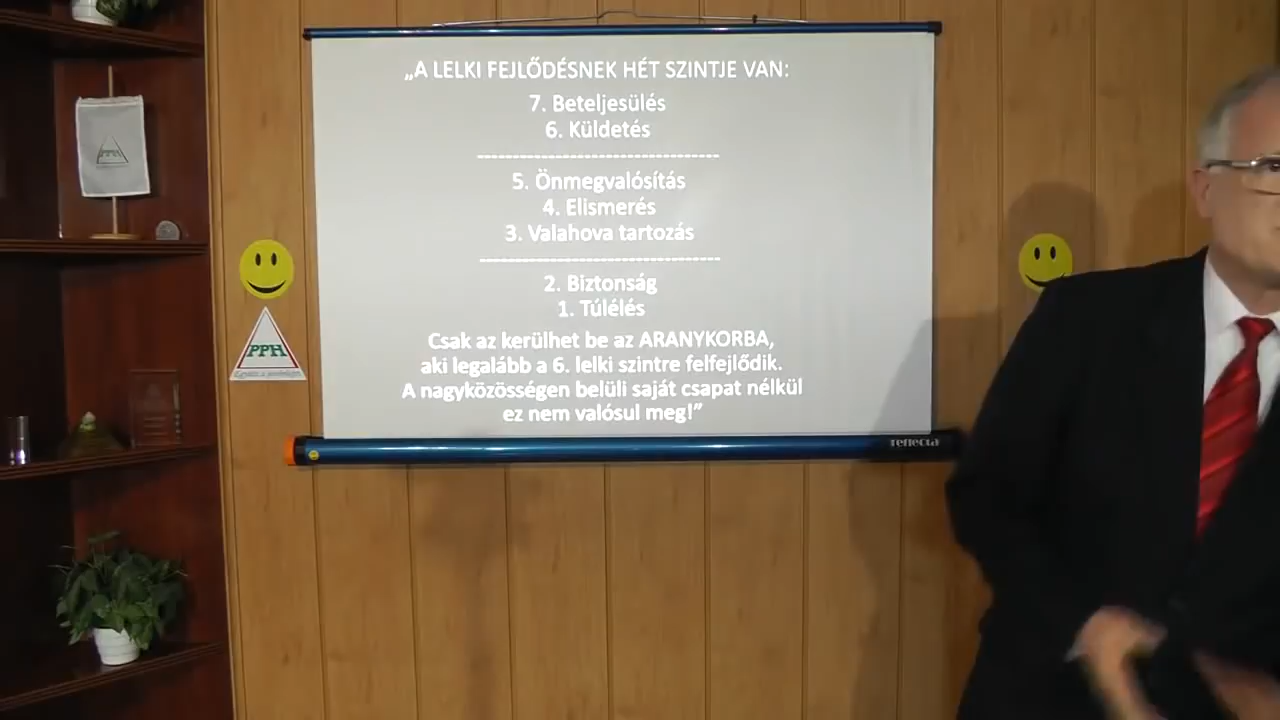 „A LELKI FEJLŐDÉSNEK HÉT SZINTJE VAN:
7. Beteljesülés
6. Küldetés
----------------------------------
5. Önmegvalósítás
4. Elismerés
3. Valahova tartozás
----------------------------------
2. Biztonság
1. Túlélés
Csak az kerülhet be az ARANYKORBA,
aki legalább a 6. lelki szintre felfejlődik.
A nagyközösségen belüli saját csapat nélkül
ez nem valósul meg!”
reflecta
PPH
PPH